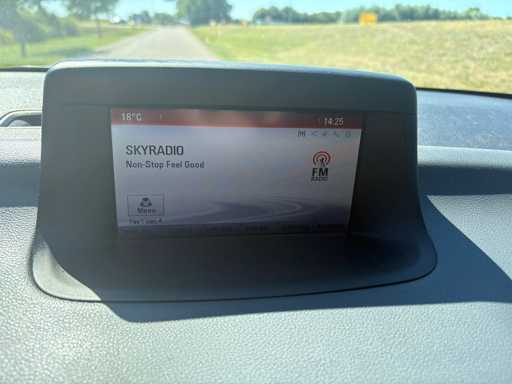 18°C
14:25
SKYRADIO
Non-Stop Feel Good
FM
RADIO
Menu